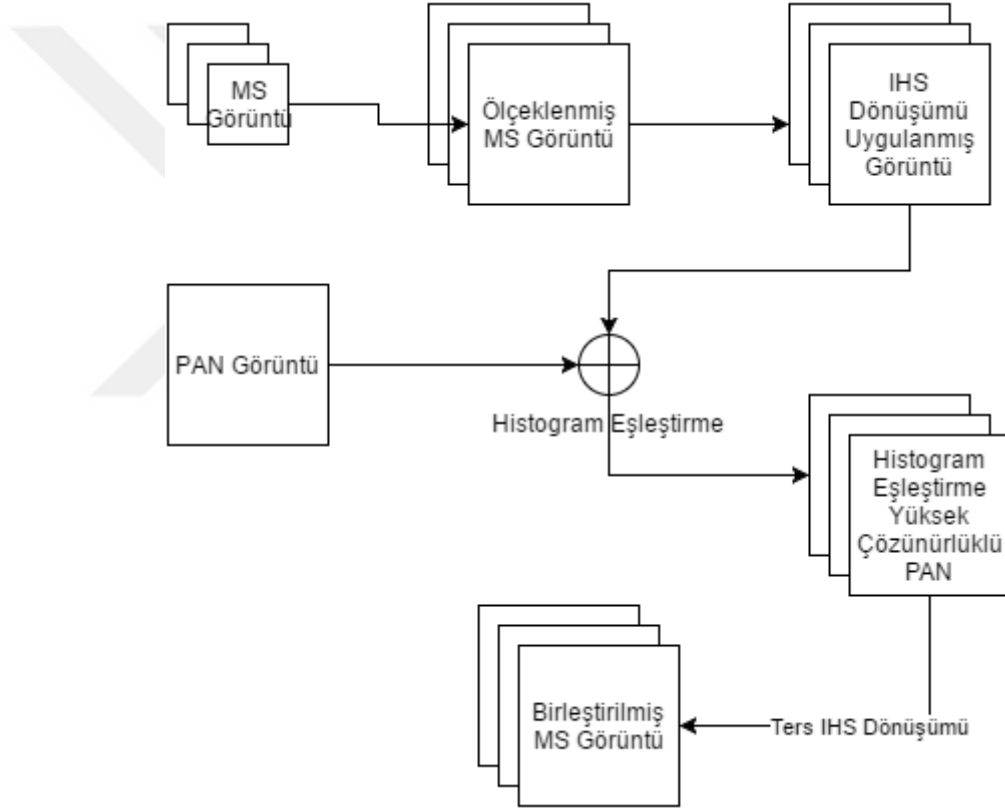 MS
Görüntü
Ölçeklenmiş
MS Görüntü
IHS
Dönüşümü
Uygulanmış
Görüntü
PAN Görüntü
Histogram Eşleştirme
Histogram
Eşleştirme
Yüksek
Çözünürlüklü
PAN
Birleştirilmiş
MS Görüntü
Ters IHS Dönüşümü